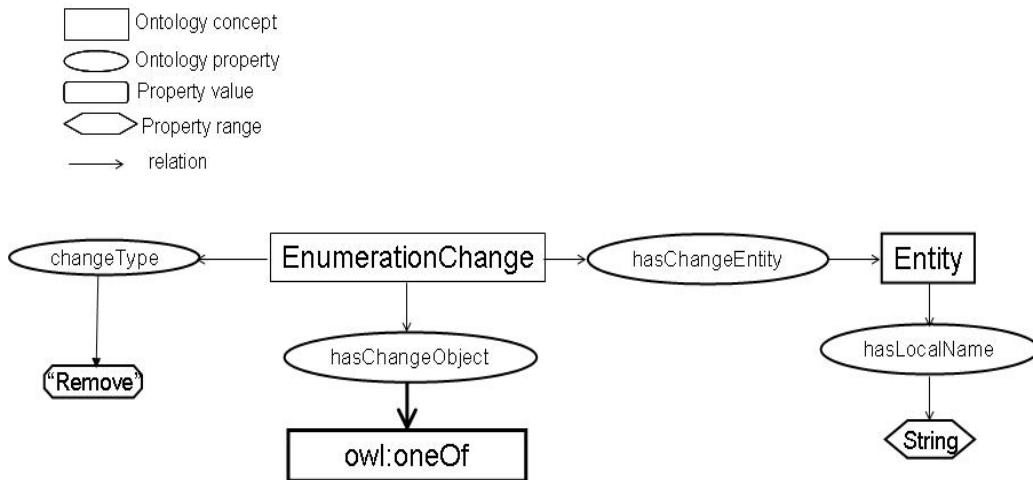 Ontology concept
Ontology property
Property value
Property range
relation
changeType
EnumerationChange
hasChangeEntity
Entity
hasChangeObject
hasLocalName
“Remove”
owl:oneOf
String